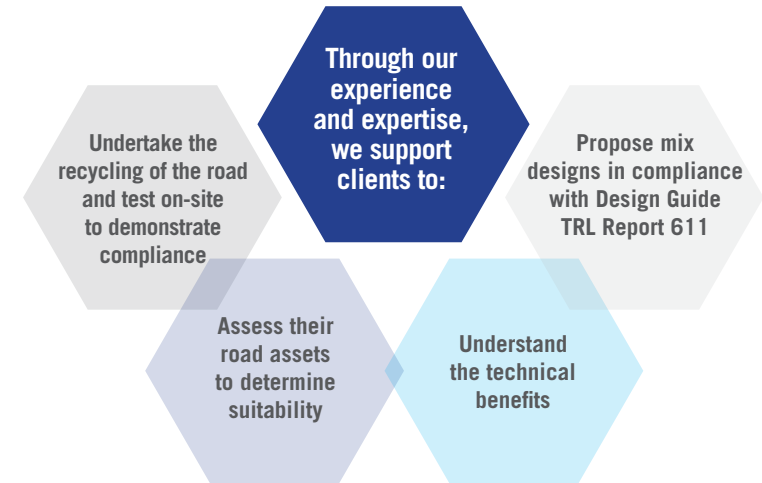 Through our
experience
and expertise,
we support
clients to:
Undertake the
recycling of the road
and test on-site
to demonstrate
compliance
Propose mix
designs in compliance
with Design Guide
TRL Report 611
Assess their
road assets
to determine
suitability
Understand
the technical
benefits